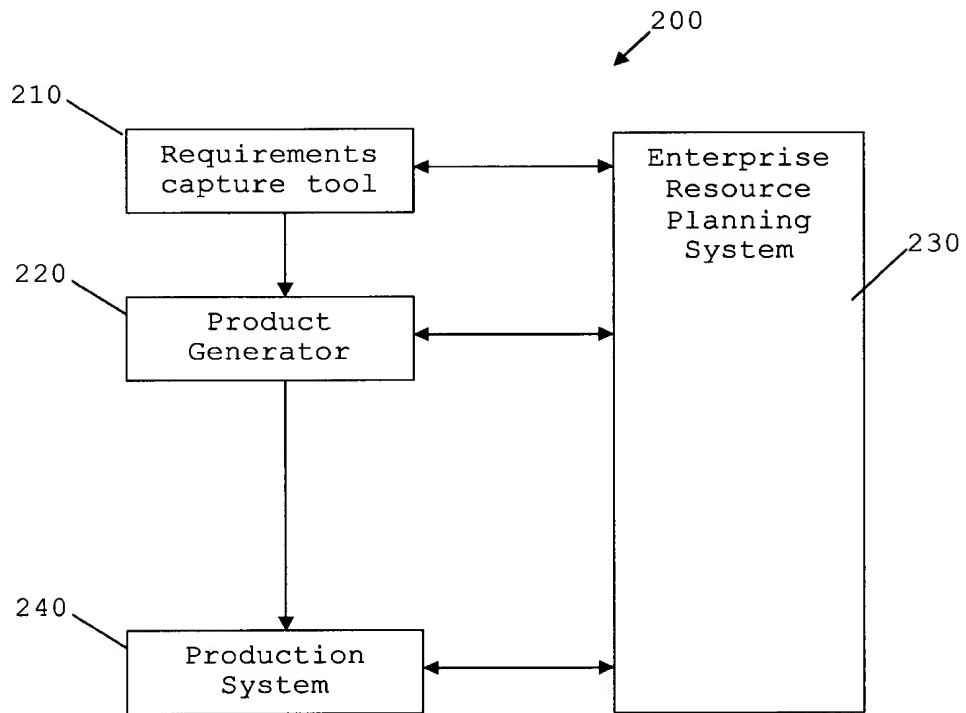 200
210
Requirements
capture tool
Enterprise
Resource
Planning
System
230
220
Product
Generator
240
Production
System